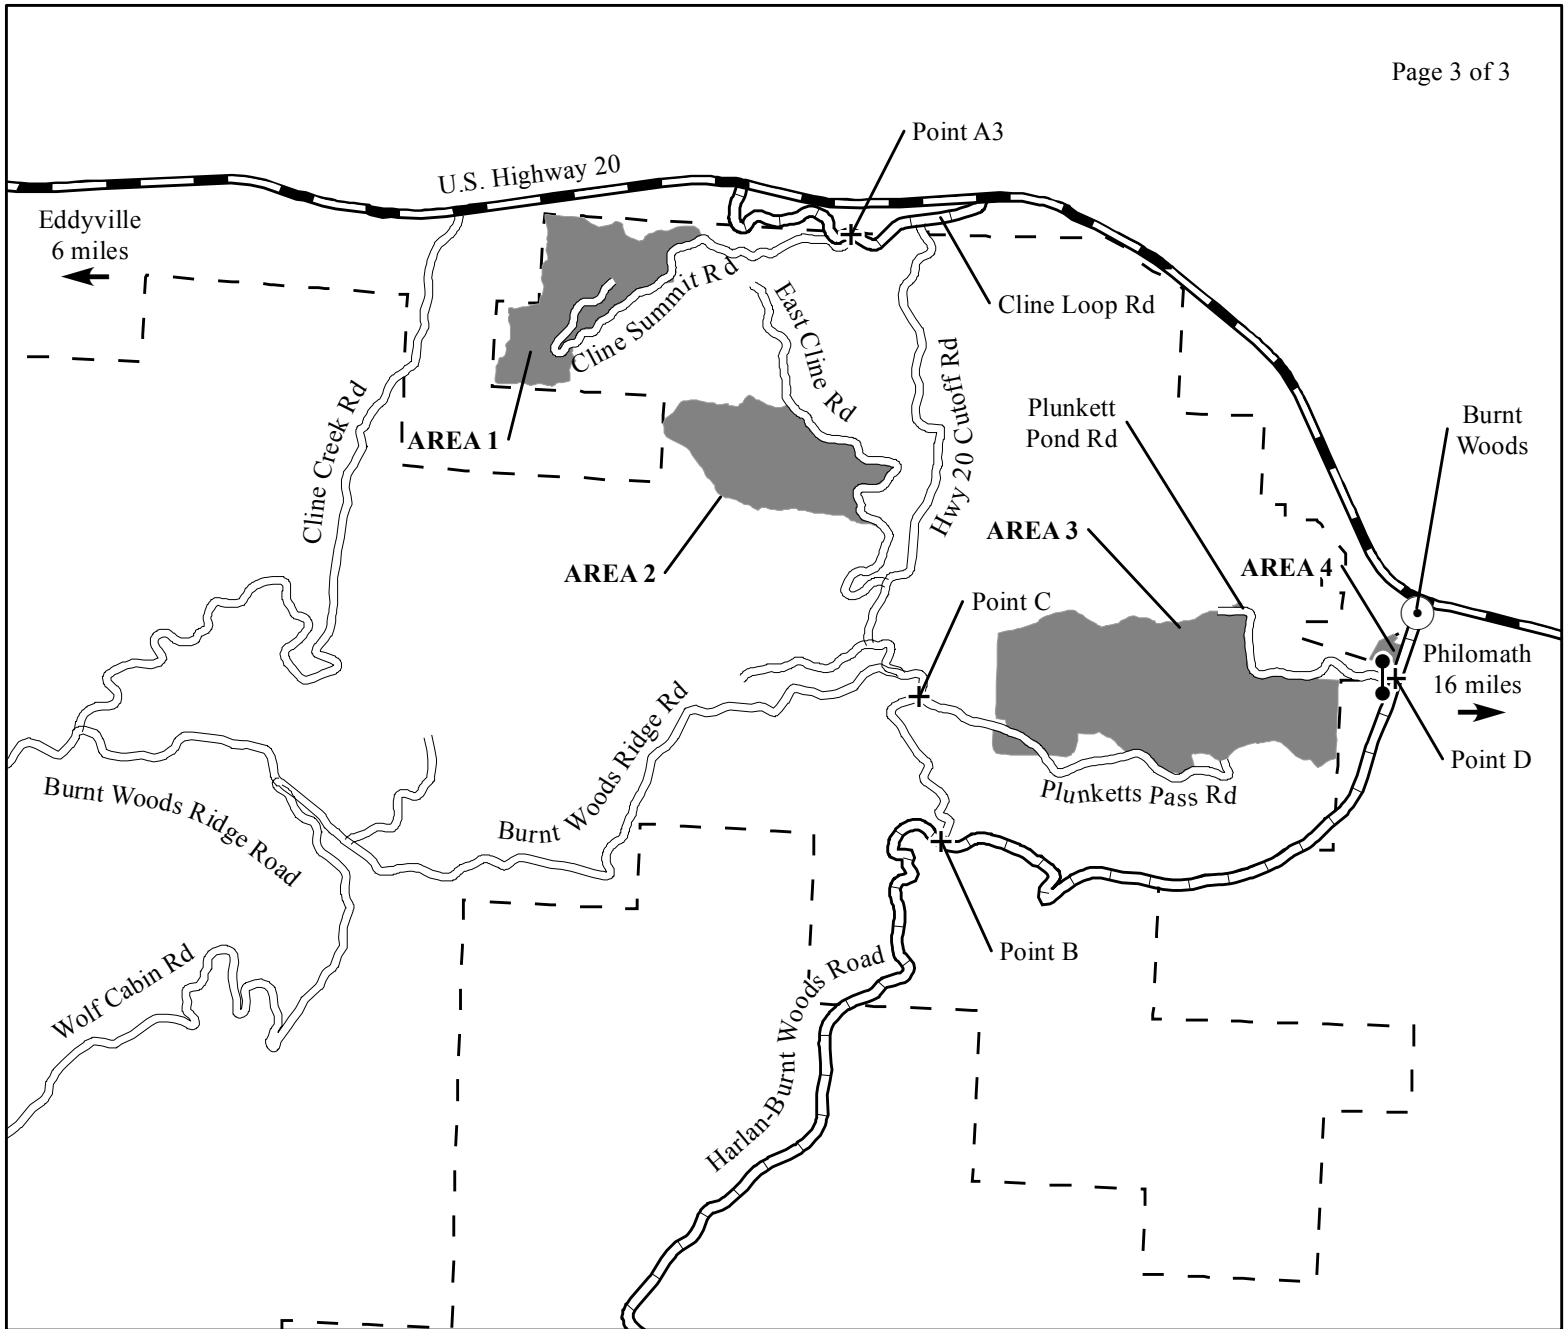 Page 3 of 3
Point A3
U.S. Highway 20
Eddyville
6 miles
Cline Summit Rd
East Cline Rd
Cline Loop Rd
Hwy 20 Cutoff Rd
Cline Creek Rd
AREA 1
Plunkett
Pond Rd
Burnt
Woods
AREA 2
AREA 3
AREA 4
Point C
Philomath
16 miles
Point D
Burnt Woods Ridge Rd
Plunketts Pass Rd
Burnt Woods Ridge Road
Point B
Wolf Cabin Rd
Harlan-Burnt Woods Road